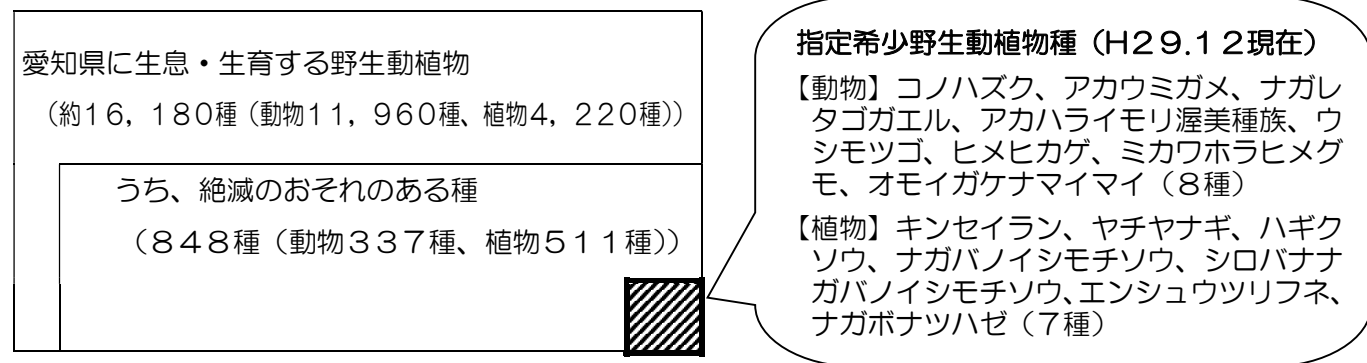 愛知県に生息・生育する野生動植物
（約16，180種（動物11，960種、植物4，220種））
うち、絶滅のおそれのある種
（848種（動物337種、植物511種））
指定希少野生動植物種（H29.12現在）
【動物】コノハズク、アカウミガメ、ナガレ
タゴガエル、アカハライモリ渥美種族、ウ
シモツゴ、ヒメヒカゲ、ミカワホラヒメグ
モ、オモイガケナマイマイ（8種）
【植物】キンセイラン、ヤチヤナギ、ハギク
ソウ、ナガバノイシモチソウ、シロバナナ
ガバノイシモチソウ、エンシュウツリフネ、
ナガボナツハゼ（7種）